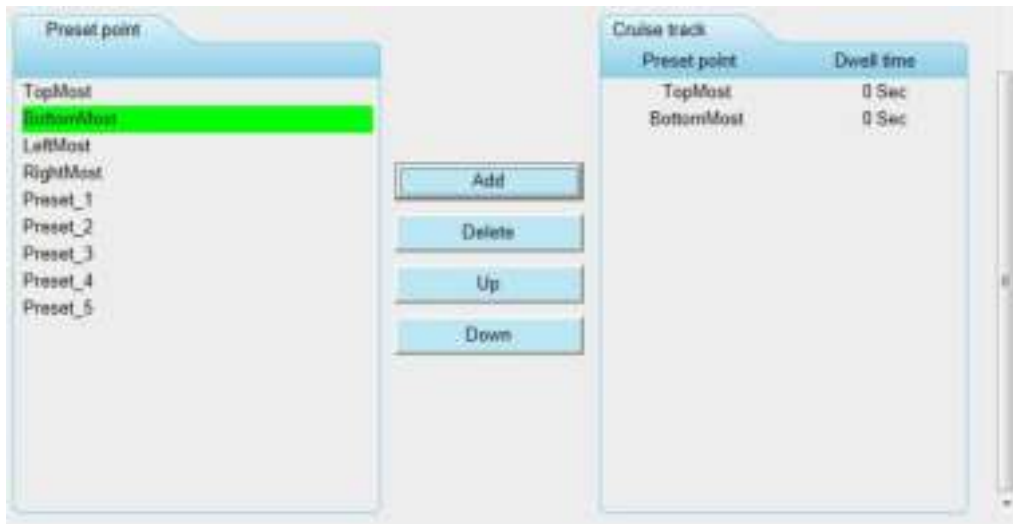 Preset point
TopMost
BottomMost
LeftMost
RightMost
Preset_1
Preset_2
Preset_3
Preset_4
Preset_5
Add
Delete
Up
Down
Cruise track
Preset point Dwell time
TopMost 0 Sec
BottomMost 0 Sec